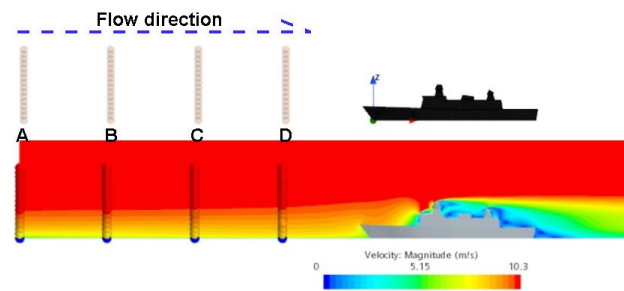 Flow direction
Z
A B C D
Velocity: Magnitude (m/s)
0 5.15 10.3